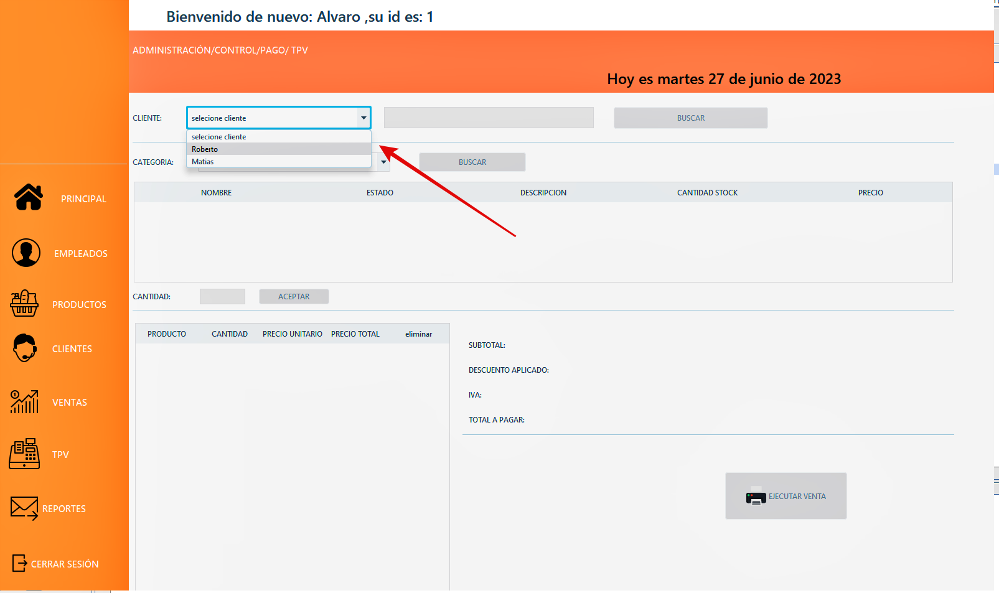 Bienvenido de nuevo: Alvaro ,su id es: 1
ADMINISTRACIÓN/CONTROL/PAGO/ TPV
Hoy es martes 27 de junio de 2023
CLIENTE: selecione cliente BUSCAR
selecione cliente
Roberto
Matias
CATEGORIA: BUSCAR
NOMBRE ESTADO DESCRIPCION CANTIDAD STOCK PRECIO
CANTIDAD: ACEPTAR
PRODUCTO CANTIDAD PRECIO UNITARIO PRECIO TOTAL eliminar
SUBTOTAL:
DESCUENTO APLICADO:
IVA:
TOTAL A PAGAR:
EJECUTAR VENTA
PRINCIPAL
EMPLEADOS
PRODUCTOS
CLIENTES
VENTAS
TPV
REPORTES
CERRAR SESIÓN